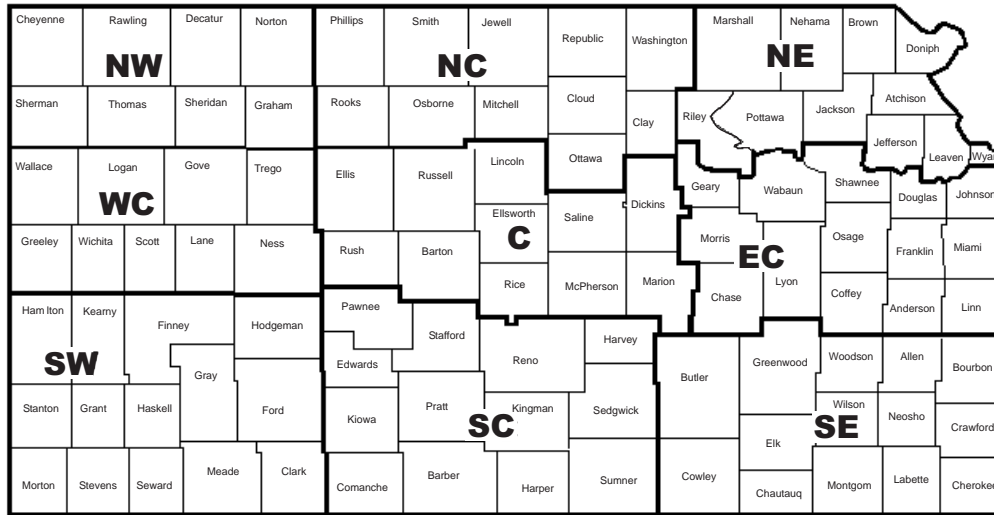 Cheyenne Rawling Decatur Norton Phillips Smith Jewell Republic Washington Marshall Nehama Brown Doniph
NW NC NE
Sherman Thomas Sheridan Graham Rooks Osborne Mitchell Cloud Clay Riley Pottawa Jackson Atchison
Jefferson Leaven Wya
Wallace Logan Gove Trego Ellis Russell Lincoln Ottawa Geary Wabaun Shawnee Douglas Johnson
WC
Ellsworth Saline Dickins
Greeley Wichita Scott Lane Ness Rush Barton C Morris EC Osage Franklin Miami
Rice McPherson Marion Chase Lyon Coffey Anderson Linn
Ham ilton Kearny Finney Hodgeman Pawnee Stafford Reno Harvey
SW
Gray Edwards Butler Greenwood Woodson Allen Bourbon
Stanton Grant Haskell Ford Kiowa Pratt Kingman Sedgwick Wilson Neosho Crawford
SC SE
Elk
Morton Stevens Seward Meade Clark Comanche Barber Harper Sumner Cowley Chautauq Montgom Labette Cherokee